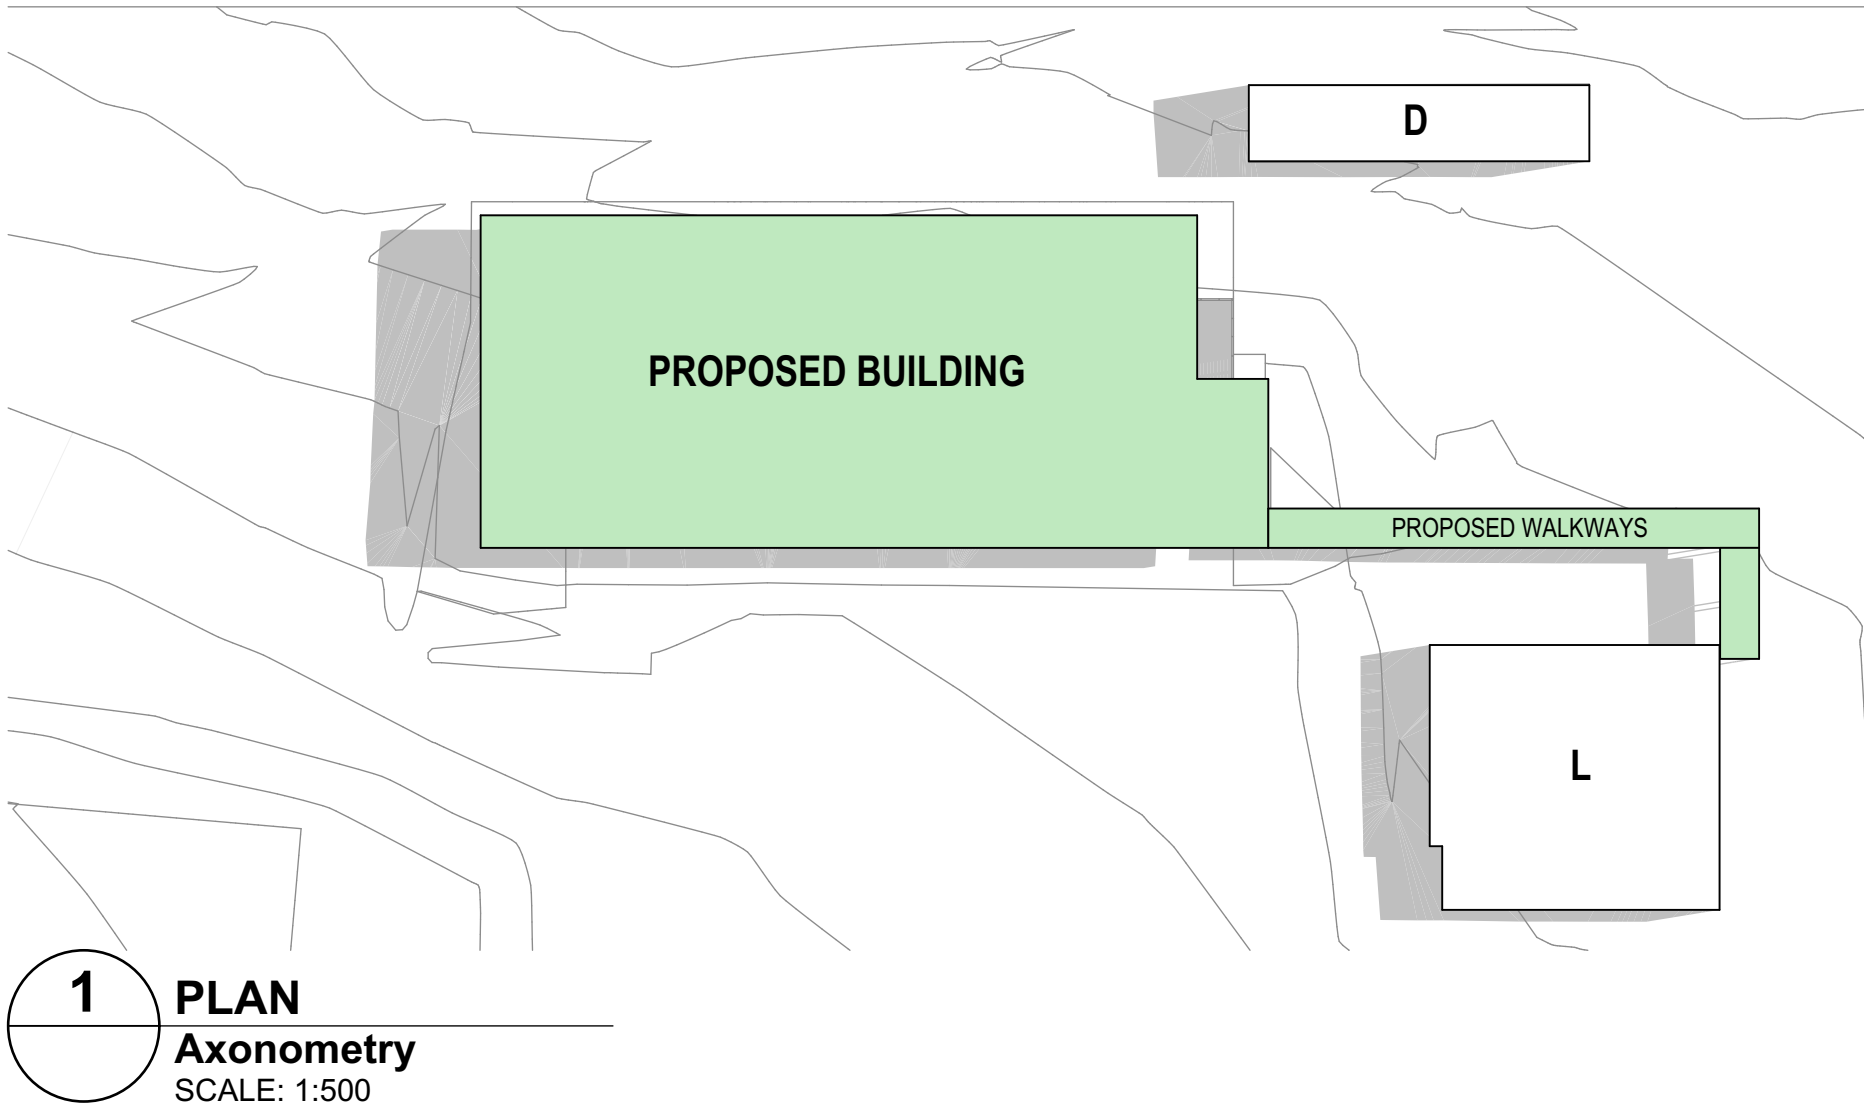 D
PROPOSED BUILDING
PROPOSED WALKWAYS
L
1
PLAN
Axonometry
SCALE: 1:500